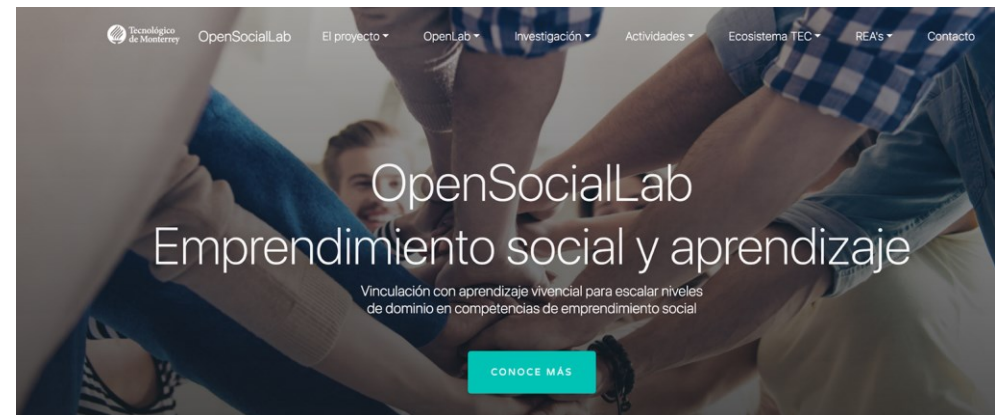 Tecnológico
de Monterrey
OpenSocialLab
El proyecto
OpenLab
Investigación
Actividades
Ecosistema TEC
REA's
Contacto
OpenSocialLab
Emprendimiento social y aprendizaje
Vinculación con aprendizaje vivencial para escalar niveles
de dominio en competencias de emprendimiento social
CONOCE MÁS